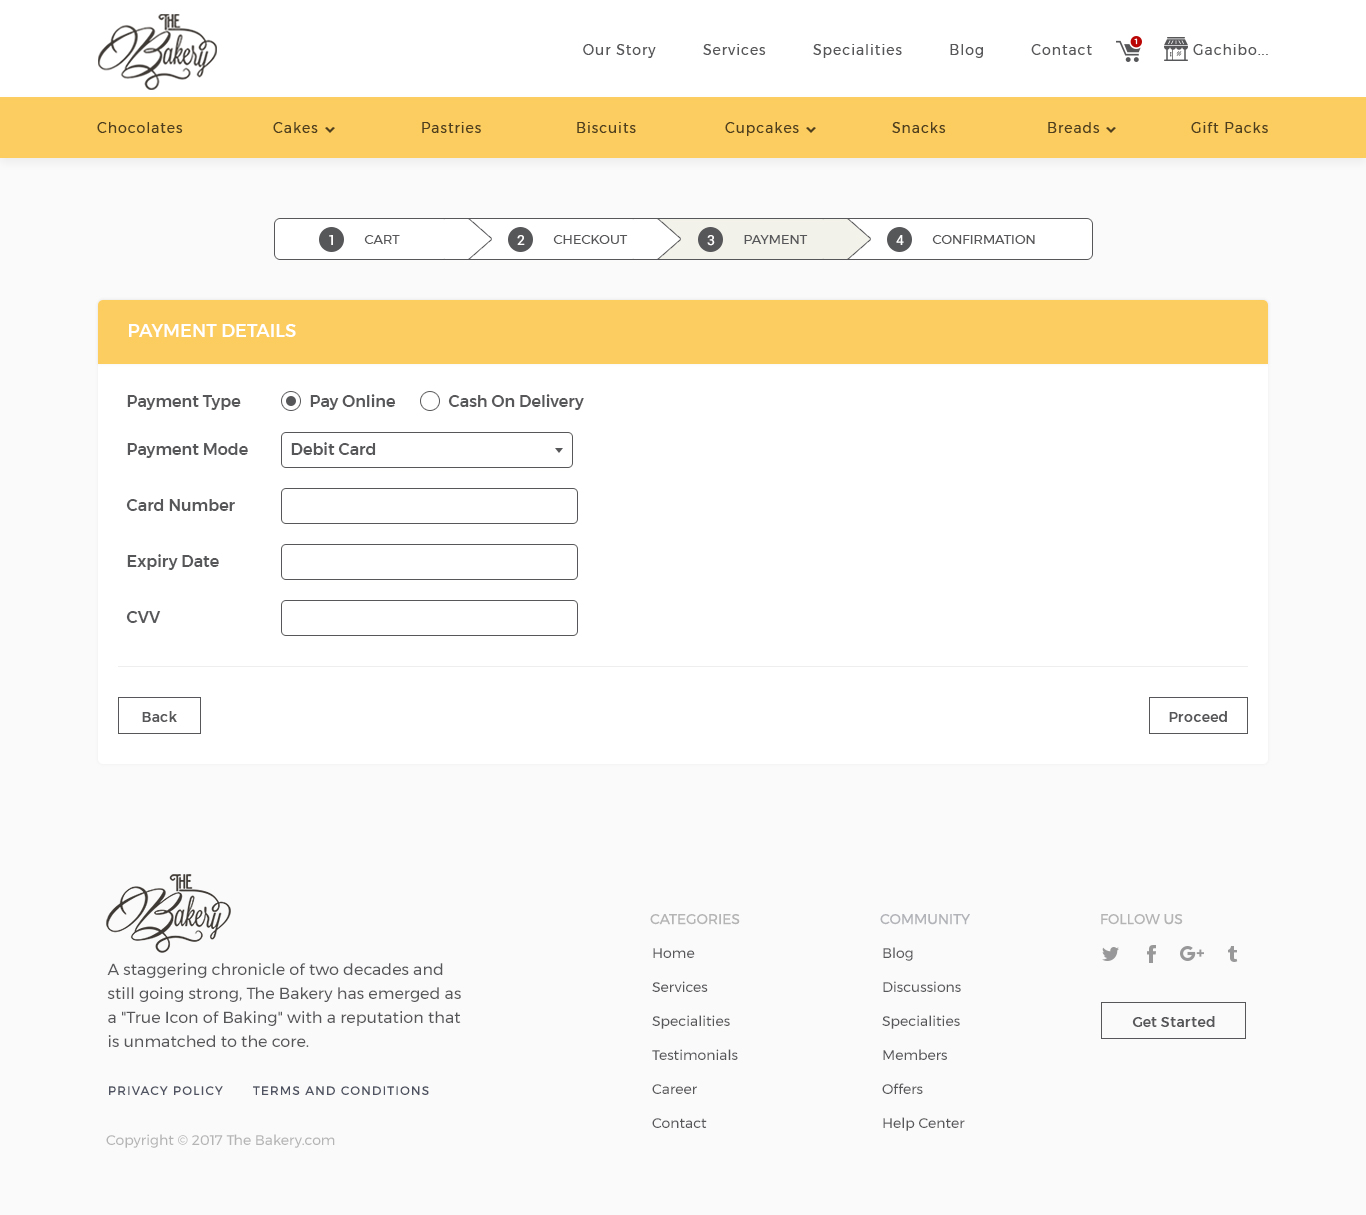 THE
Bakery
Our Story Services Specialities Blog Contact 1 Gachibo...
Chocolates Cakes Pastries Biscuits Cupcakes Snacks Breads Gift Packs
1 CART 2 CHECKOUT 3 PAYMENT 4 CONFIRMATION
PAYMENT DETAILS
Payment Type Pay Online Cash On Delivery
Payment Mode Debit Card
Card Number
Expiry Date
CVV
Back Proceed
THE
Bakery
A staggering chronicle of two decades and
still going strong, The Bakery has emerged as
a "True Icon of Baking" with a reputation that
is unmatched to the core.
PRIVACY POLICY TERMS AND CONDITIONS
Copyright © 2017 The Bakery.com
CATEGORIES
Home
Services
Specialities
Testimonials
Career
Contact
COMMUNITY
Blog
Discussions
Specialities
Members
Offers
Help Center
FOLLOW US
f G+ t
Get Started